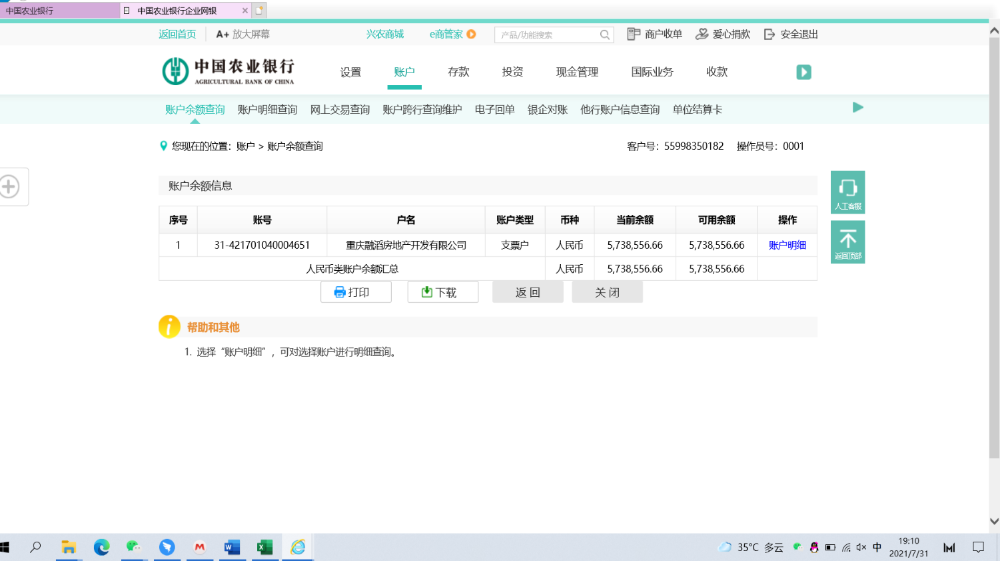 中国农业银行
中国农业银行企业网银
返回首页 A+ 放大屏幕 兴农商城 e商管家 产品/功能搜索 商户收单 爱心捐款 安全退出
中国农业银行
AGRICULTURAL BANK OF CHINA
设置 账户 存款 投资 现金管理 国际业务 收款
账户余额查询 账户明细查询 网上交易查询 账户跨行查询维护 电子回单 银企对账 他行账户信息查询 单位结算卡
您现在的位置：账户 > 账户余额查询 客户号：55998350182 操作员号：0001
账户余额信息
序号 账号 户名 账户类型 币种 当前余额 可用余额 操作
1 31-421701040004651 重庆融滔房地产开发有限公司 支票户 人民币 5,738,556.66 5,738,556.66 账户明细
人民币类账户余额汇总 人民币 5,738,556.66 5,738,556.66
打印 下载 返 回 关 闭
人工客服
返回顶部
帮助和其他
1. 选择“账户明细”，可对选择账户进行明细查询。
35°C 多云 中 19:10
2021/7/31